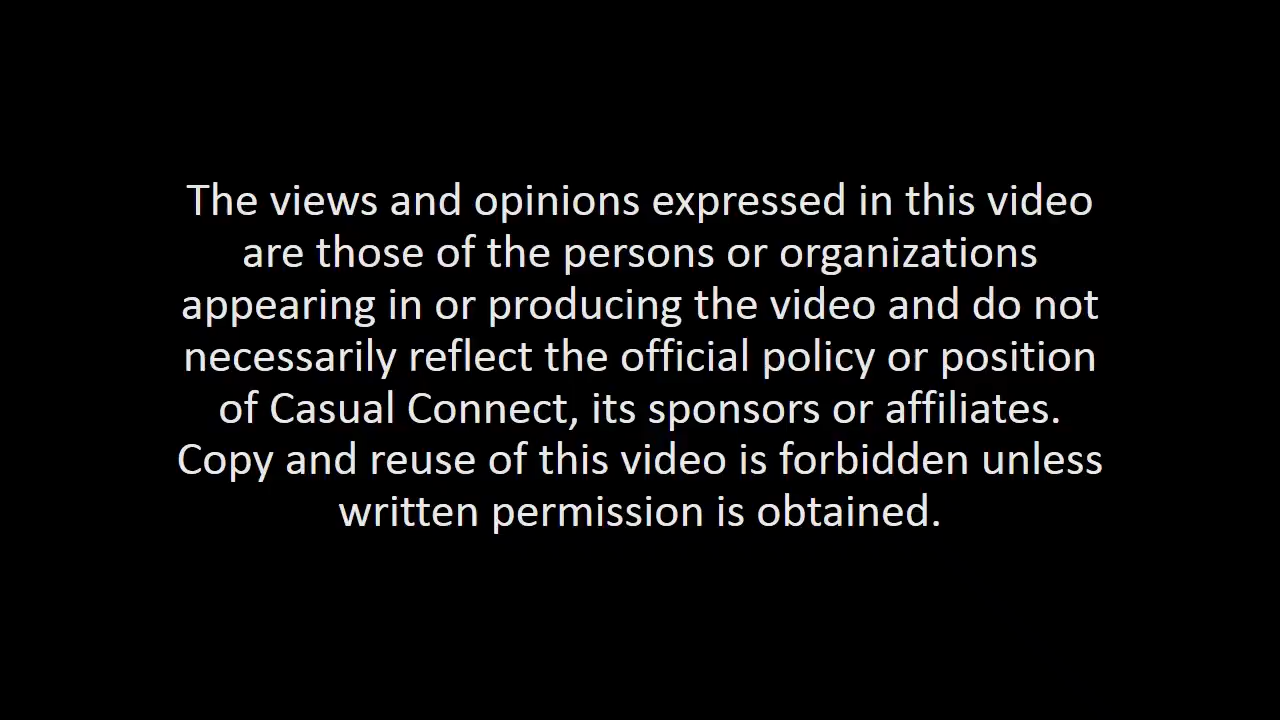 The views and opinions expressed in this video
are those of the persons or organizations
appearing in or producing the video and do not
necessarily reflect the official policy or position
of Casual Connect, its sponsors or affiliates.
Copy and reuse of this video is forbidden unless
written permission is obtained.